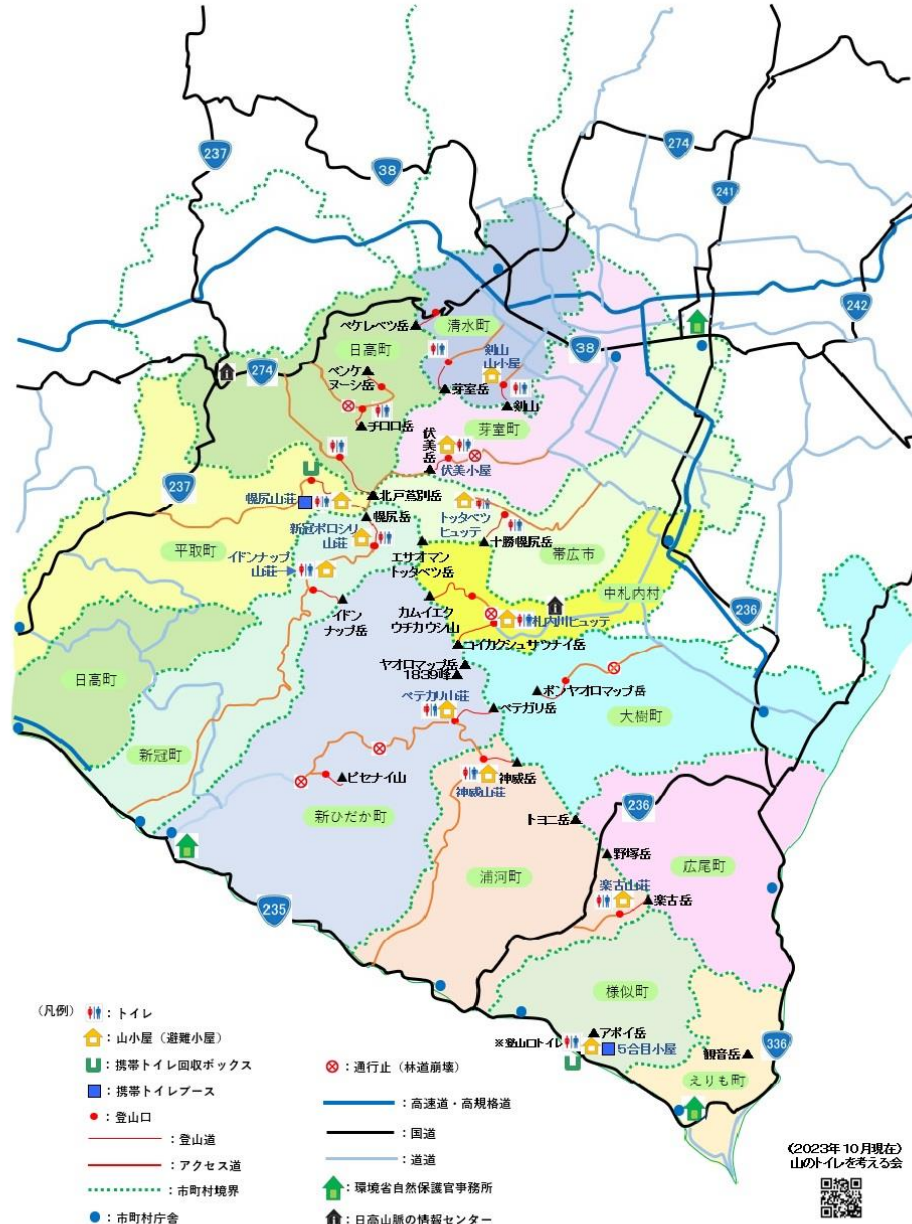 237
38
274
241
242
ペケレベツ岳
清水町
38
日高町
剣山
山小屋
274
ペンケ
ヌーシ岳
芽室岳
剣山
チロロ岳
芽室町
伏美岳
伏美小屋
237
幌尻山荘
北戸蔦別岳
トッタベツ
ヒュッテ
幌尻岳
新冠ポロシリ
山荘
平取町
十勝幌尻岳
帯広市
イドンナップ
山荘
エサオマン
トッタベツ岳
中札内村
236
イドン
ナップ岳
カムイエク
ウチカウシ山
札内川ヒュッテ
コイカクシュサウナイ岳
ヤオロマップ岳
1839峰
日高町
ポンヤオロマップ岳
ペテガリ山荘
ペテガリ岳
大樹町
新冠町
ピセナイ山
神威岳
神威山荘
新ひだか町
236
トヨニ岳
野塚岳
広尾町
浦河町
楽古山荘
楽古岳
235
様似町
アポイ岳
※登山口トイレ
5合目小屋
観音岳
336
えりも町
(凡例)
:トイレ
:山小屋(避難小屋)
:携帯トイレ回収ボックス
:携帯トイレブース
:登山口
:登山道
:アクセス道
:市町村境界
:市町村庁舎
:通行止(林道崩壊)
:高速道・高規格道
:国道
:道道
:環境省自然保護官事務所
:日高山脈の情報センター
(2023年10月現在)
山のトイレを考える会